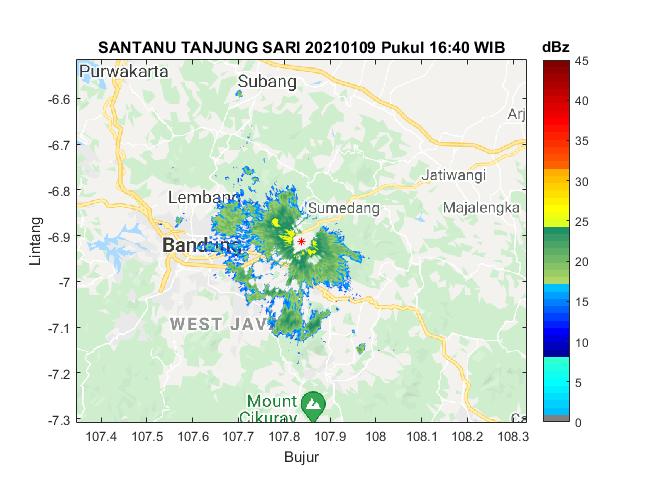 SANTANU TANJUNG SARI 20210109 Pukul 16:40 WIB
dBz
Purwakarta
Subang
Arj
Jatiwangi
Lembang
Sumedang
Majalengka
Bandung
WEST JAV
Mount
Cikuray
-6.6
-6.7
-6.8
-6.9
-7
-7.1
-7.2
-7.3
Lintang
107.4 107.5 107.6 107.7 107.8 107.9 108 108.1 108.2 108.3
Bujur
45
40
35
30
25
20
15
10
5
0